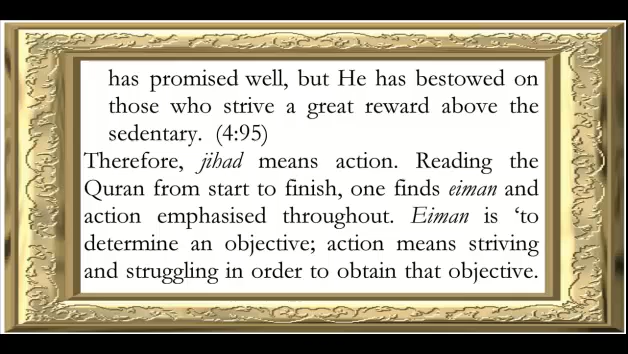 has promised well, but He has bestowed on
those who strive a great reward above the
sedentary. (4:95)
Therefore, jihad means action. Reading the
Quran from start to finish, one finds eiman and
action emphasised throughout. Eiman is ‘to
determine an objective; action means striving
and struggling in order to obtain that objective.